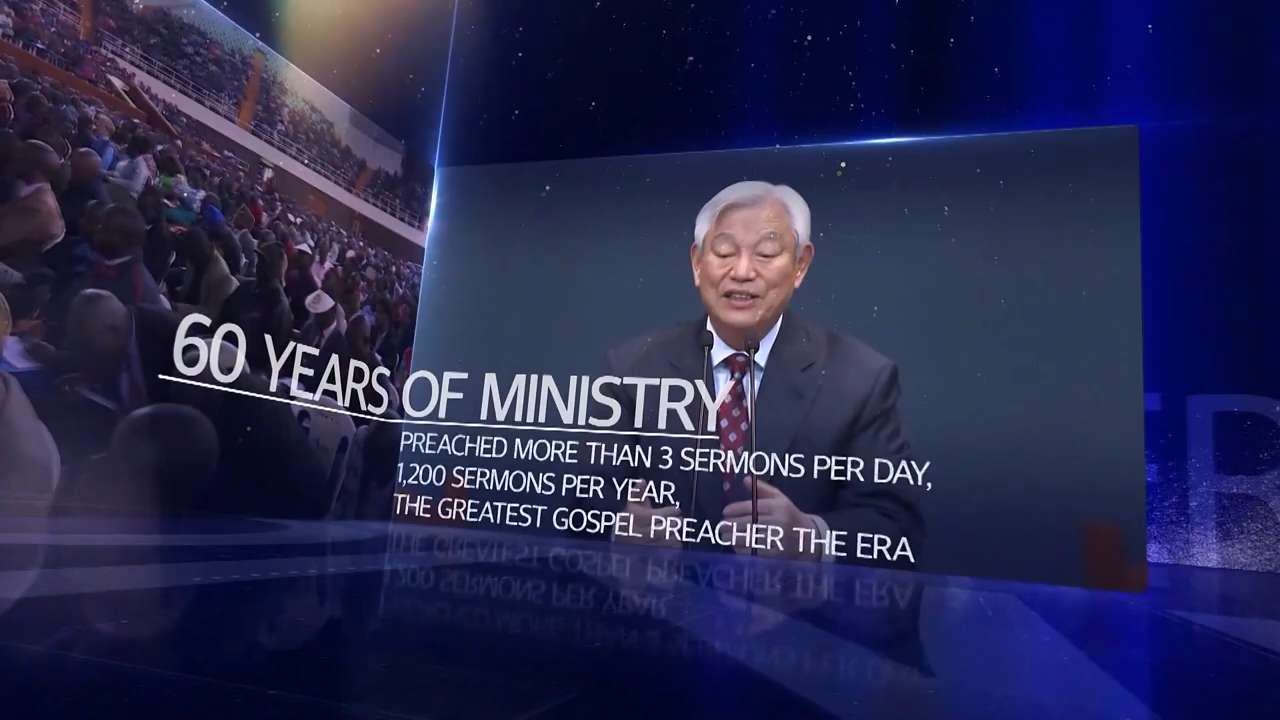 60 YEARS OF MINISTRY
PREACHED MORE THAN 3 SERMONS PER DAY,
1,200 SERMONS PER YEAR,
THE GREATEST GOSPEL PREACHER THE ERA